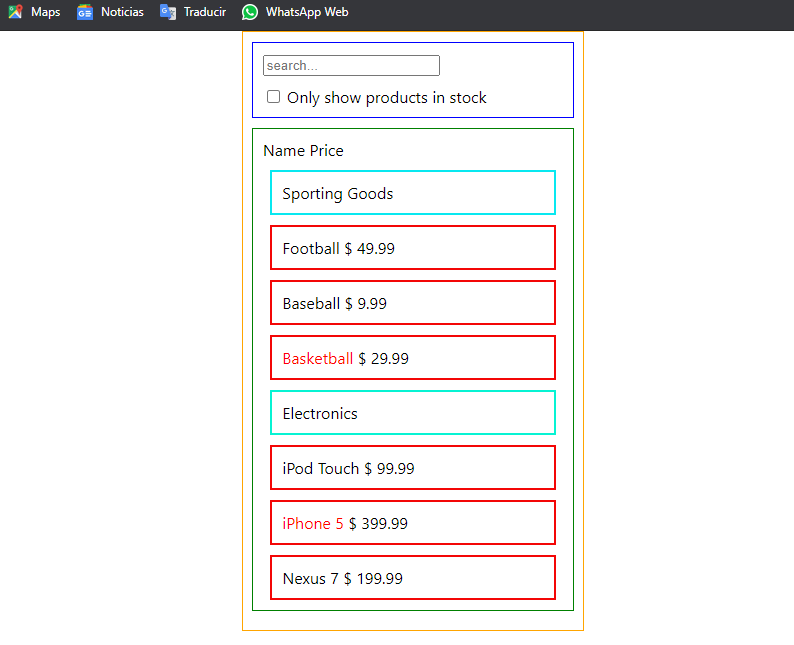 Maps Noticias Traducir WhatsApp Web
search...
Only show products in stock
Name Price
Sporting Goods
Football $ 49.99
Baseball $ 9.99
Basketball $ 29.99
Electronics
iPod Touch $ 99.99
iPhone 5 $ 399.99
Nexus 7 $ 199.99